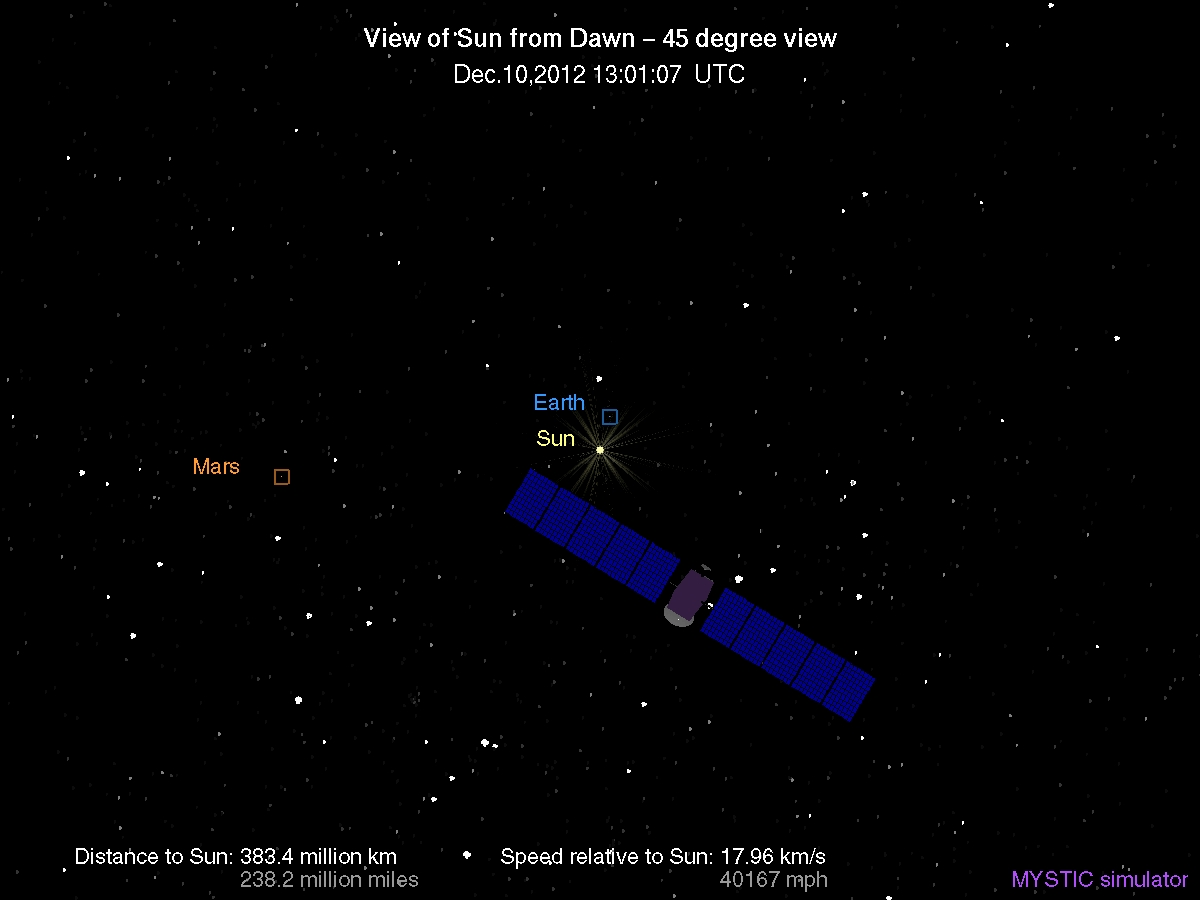 View of Sun from Dawn – 45 degree view
Dec.10,2012 13:01:07 UTC
Earth
Sun
Mars
Distance to Sun: 383.4 million km
238.2 million miles
Speed relative to Sun: 17.96 km/s
40167 mph
MYSTIC simulator